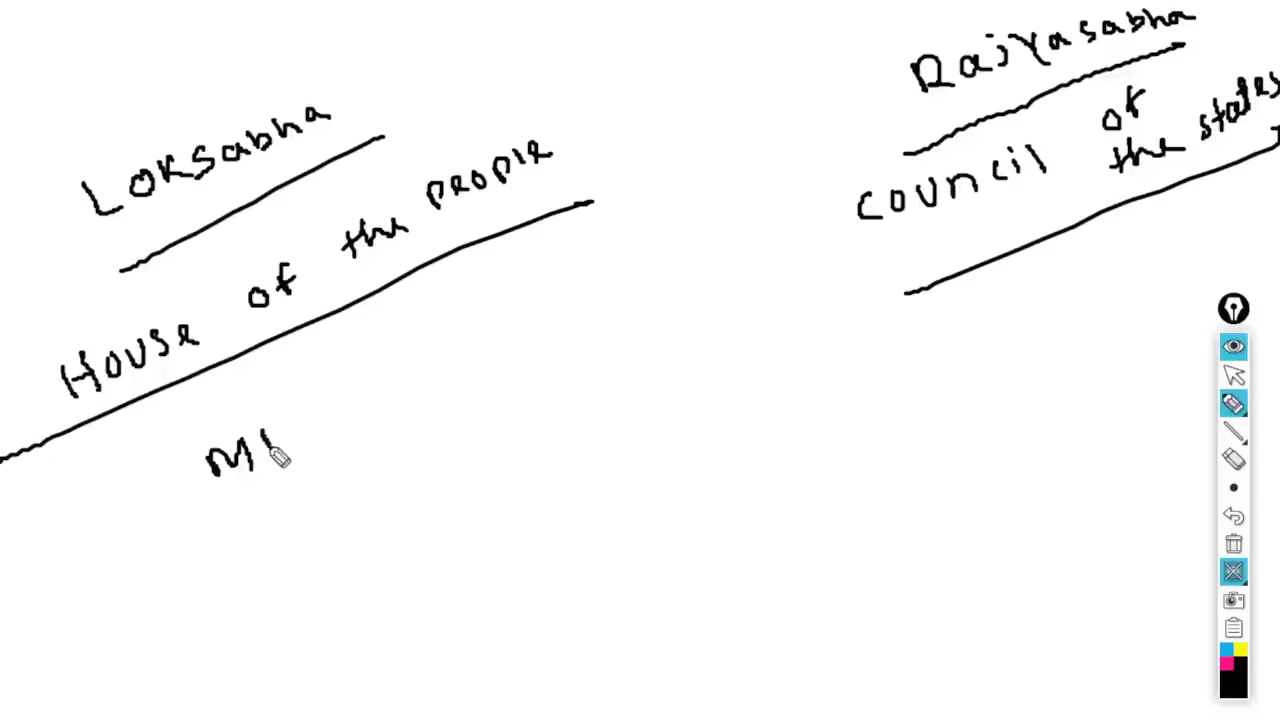 Loksabha
House of the people
M
Rajyasabha
council of the states